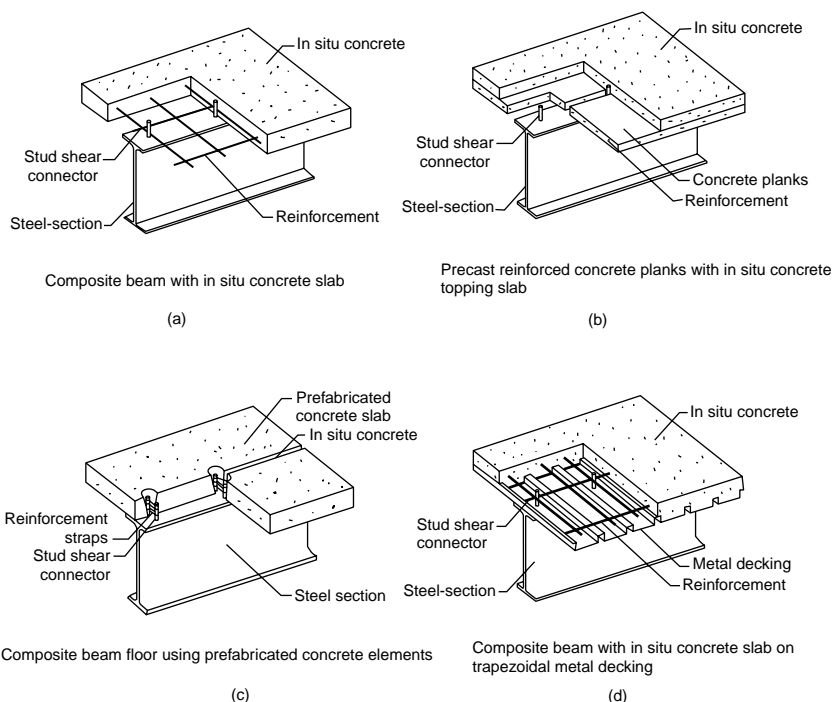 In situ concrete
Stud shear
connector
Steel-section
Reinforcement
Composite beam with in situ concrete slab
(a)
In situ concrete
Stud shear
connector
Concrete planks
Reinforcement
Steel-section
Precast reinforced concrete planks with in situ concrete
topping slab
(b)
Prefabricated
concrete slab
In situ concrete
Reinforcement
straps
Stud shear
connector
Steel section
Composite beam floor using prefabricated concrete elements
(c)
In situ concrete
Stud shear
connector
Metal decking
Reinforcement
Steel-section
Composite beam with in situ concrete slab on
trapezoidal metal decking
(d)